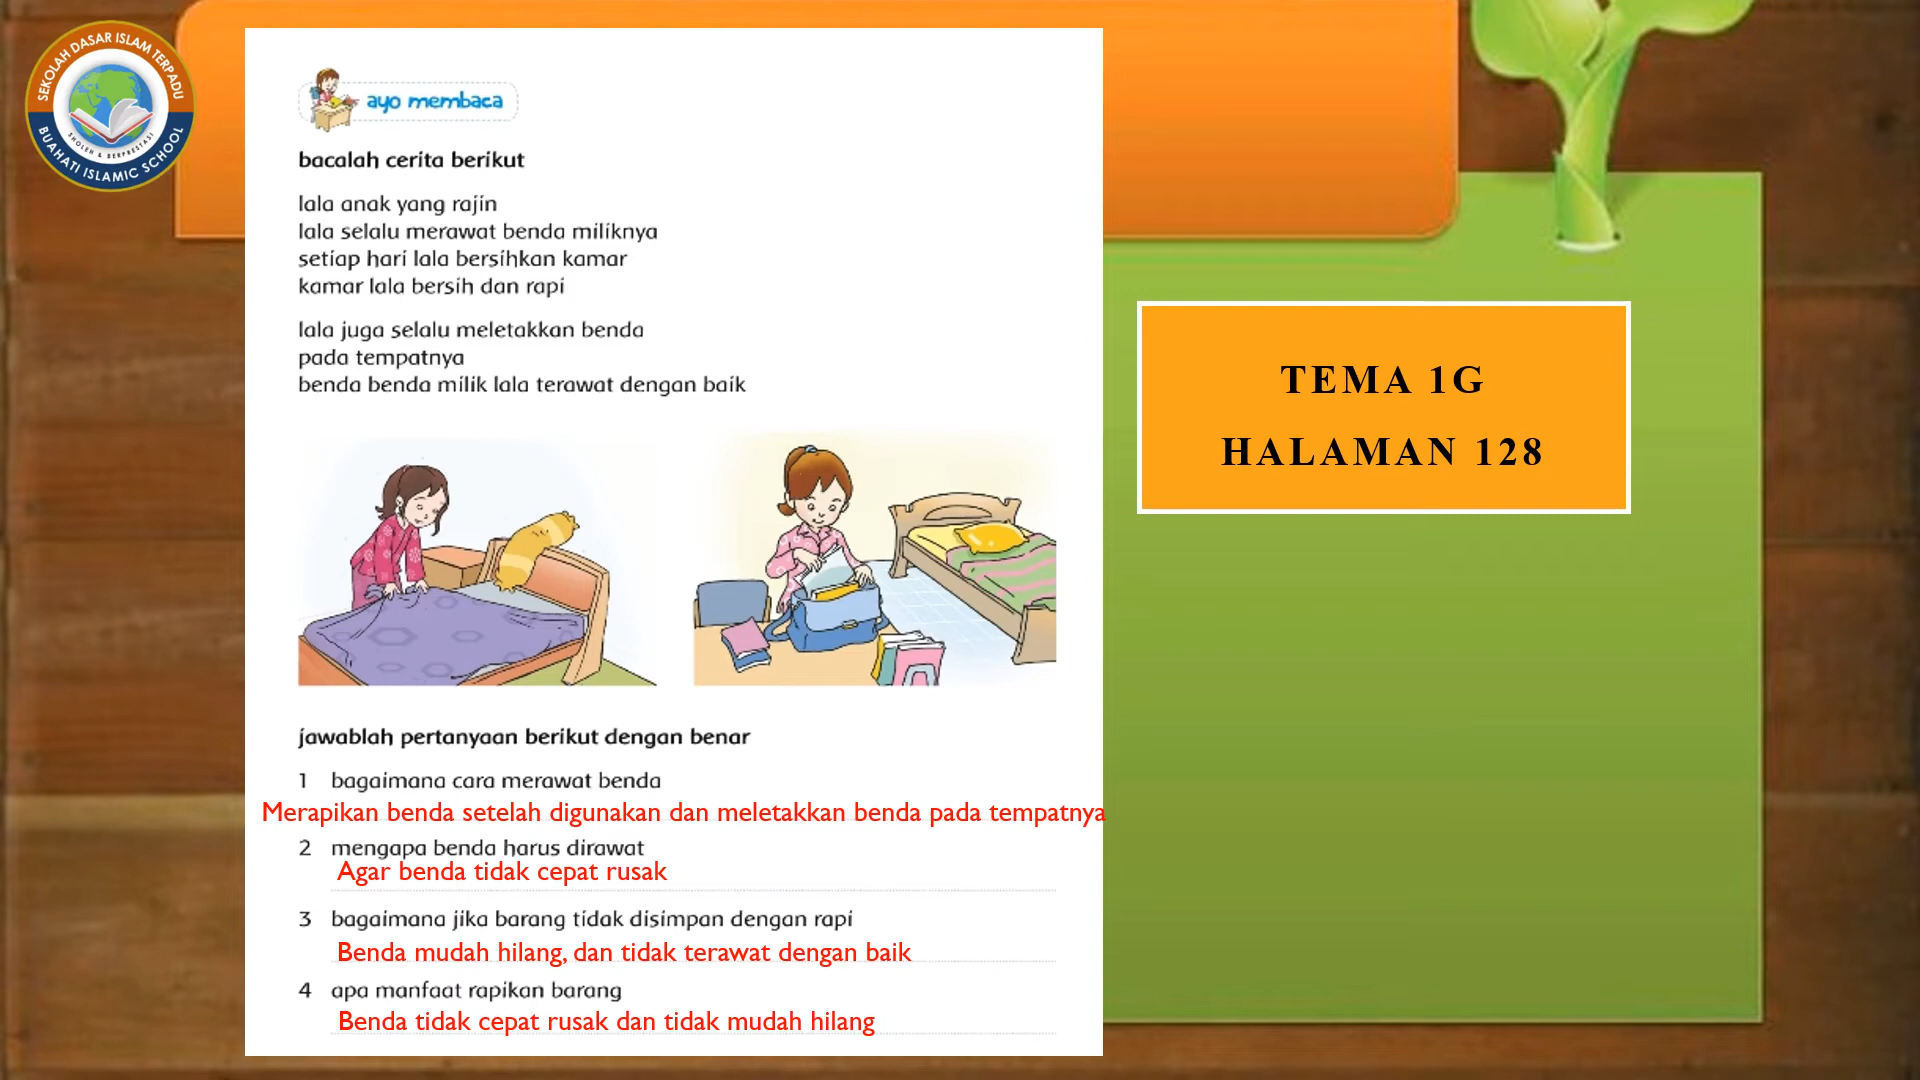 SEKOLAH DASAR ISLAM TERPADU
SHOLEH & BERPRESTASI
BUAHATI ISLAMIC SCHOOL
ayo membaca
bacalah cerita berikut
lala anak yang rajin
lala selalu merawat benda miliknya
setiap hari lala bersihkan kamar
kamar lala bersih dan rapi
lala juga selalu meletakkan benda
pada tempatnya
benda benda milik lala terawat dengan baik
TEMA 1G
HALAMAN 128
jawablah pertanyaan berikut dengan benar
1 bagaimana cara merawat benda
Merapikan benda setelah digunakan dan meletakkan benda pada tempatnya
2 mengapa benda harus dirawat
Agar benda tidak cepat rusak
3 bagaimana jika barang tidak disimpan dengan rapi
Benda mudah hilang, dan tidak terawat dengan baik
4 apa manfaat rapikan barang
Benda tidak cepat rusak dan tidak mudah hilang